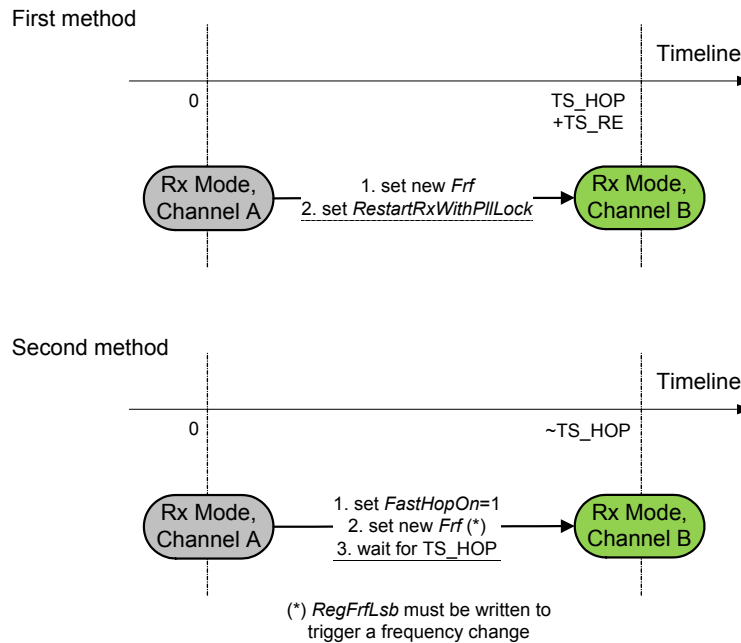 First method
Timeline
0
TS_HOP
+TS_RE
Rx Mode,
Channel A
1. set new Frf
2. set RestartRxWithPllLock
Rx Mode,
Channel B
Second method
Timeline
0
~TS_HOP
Rx Mode,
Channel A
1. set FastHopOn=1
2. set new Frf (*)
3. wait for TS_HOP
Rx Mode,
Channel B
(*) RegFrfLsb must be written to
trigger a frequency change